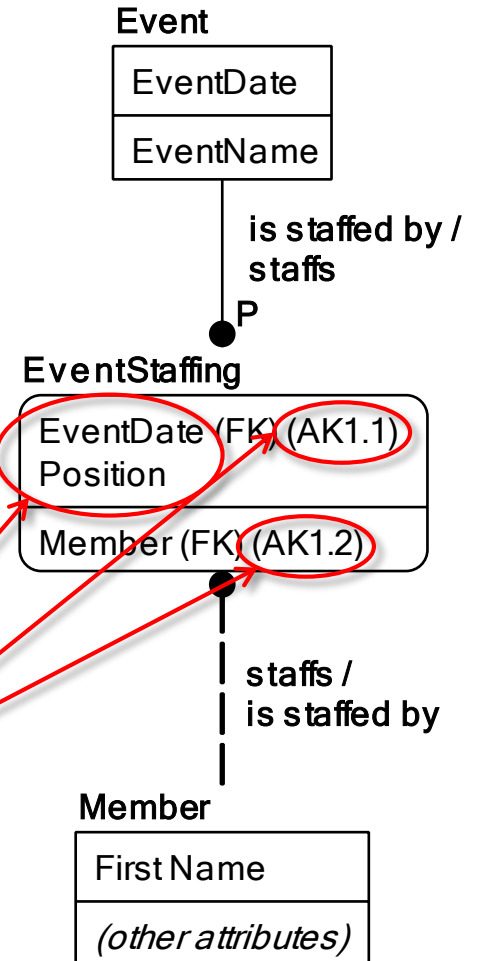 Event
EventDate
EventName
is staffed by /
staffs
P
EventStaffing
EventDate (FK) (AK1.1)
Position
Member (FK) (AK1.2)
staffs /
is staffed by
Member
First Name
(other attributes)